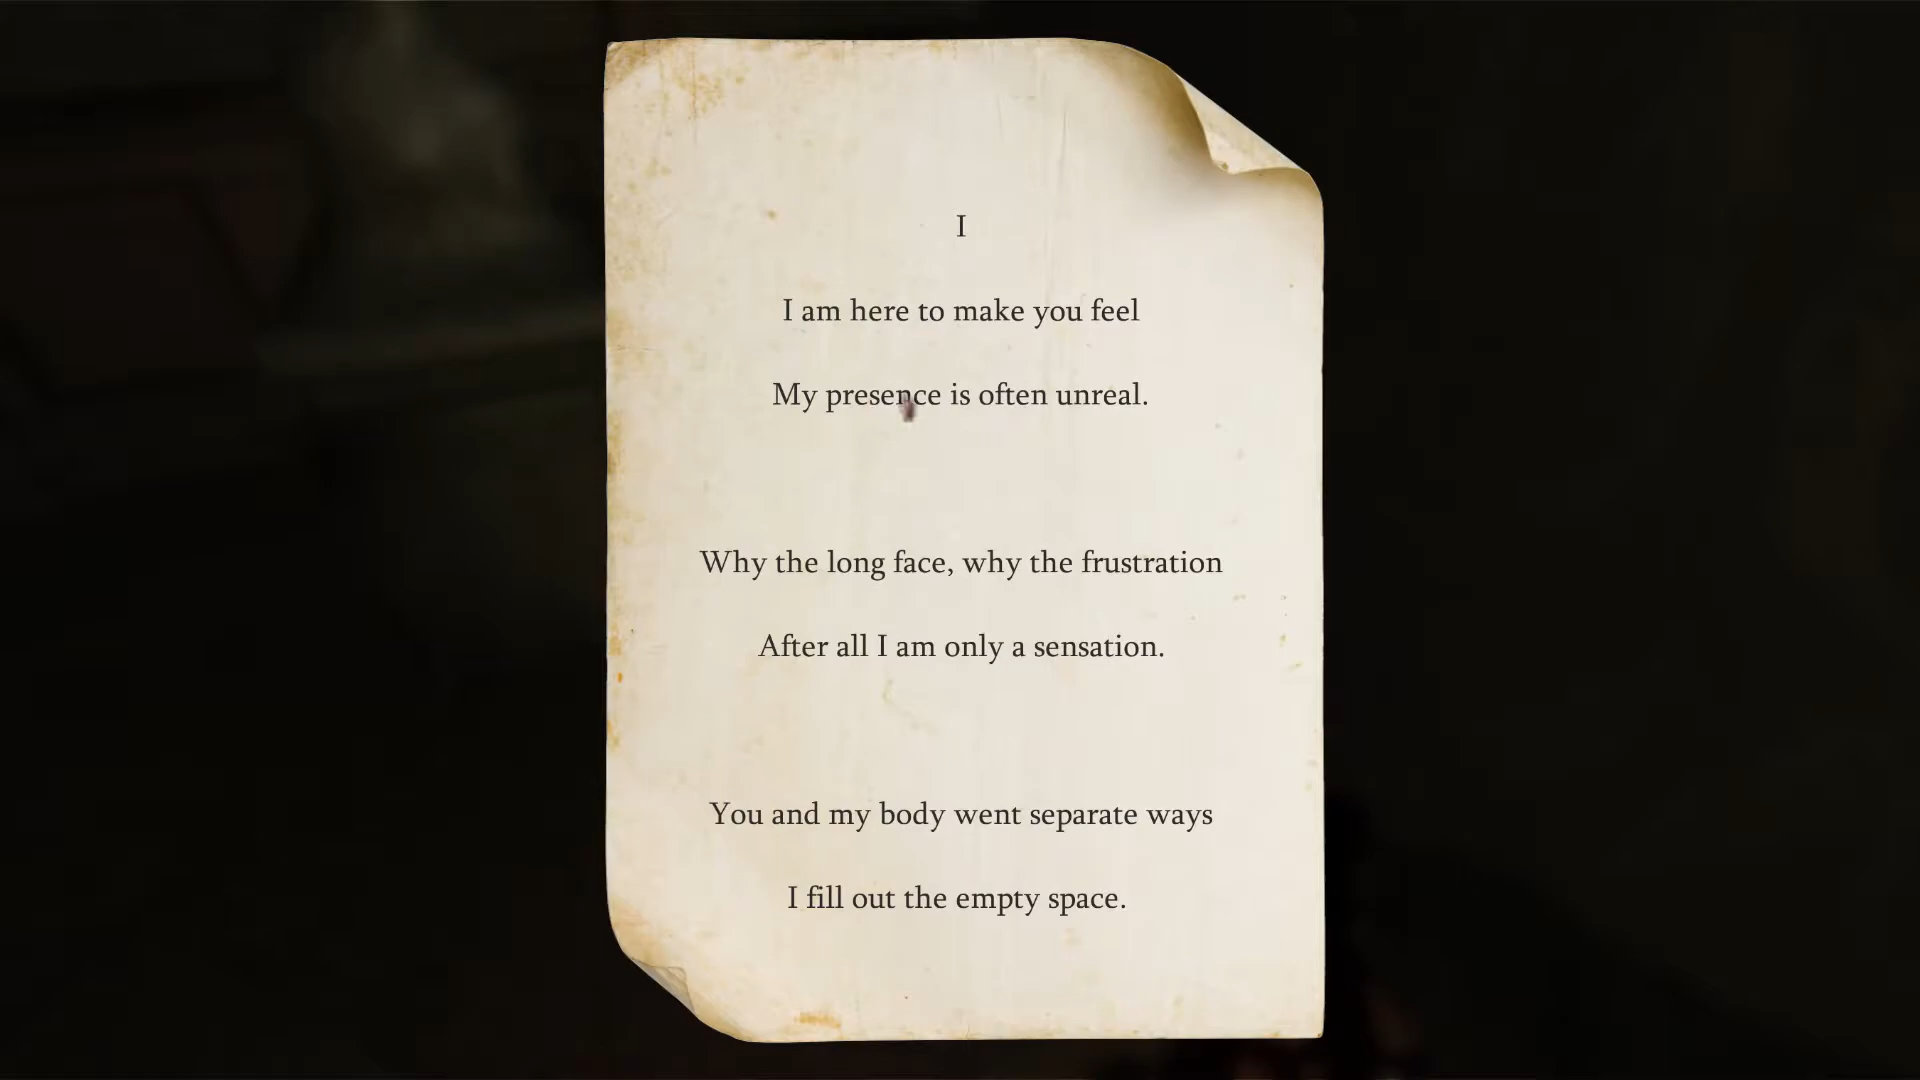 I
I am here to make you feel
My presence is often unreal.
Why the long face, why the frustration
After all I am only a sensation.
You and my body went separate ways
I fill out the empty space.